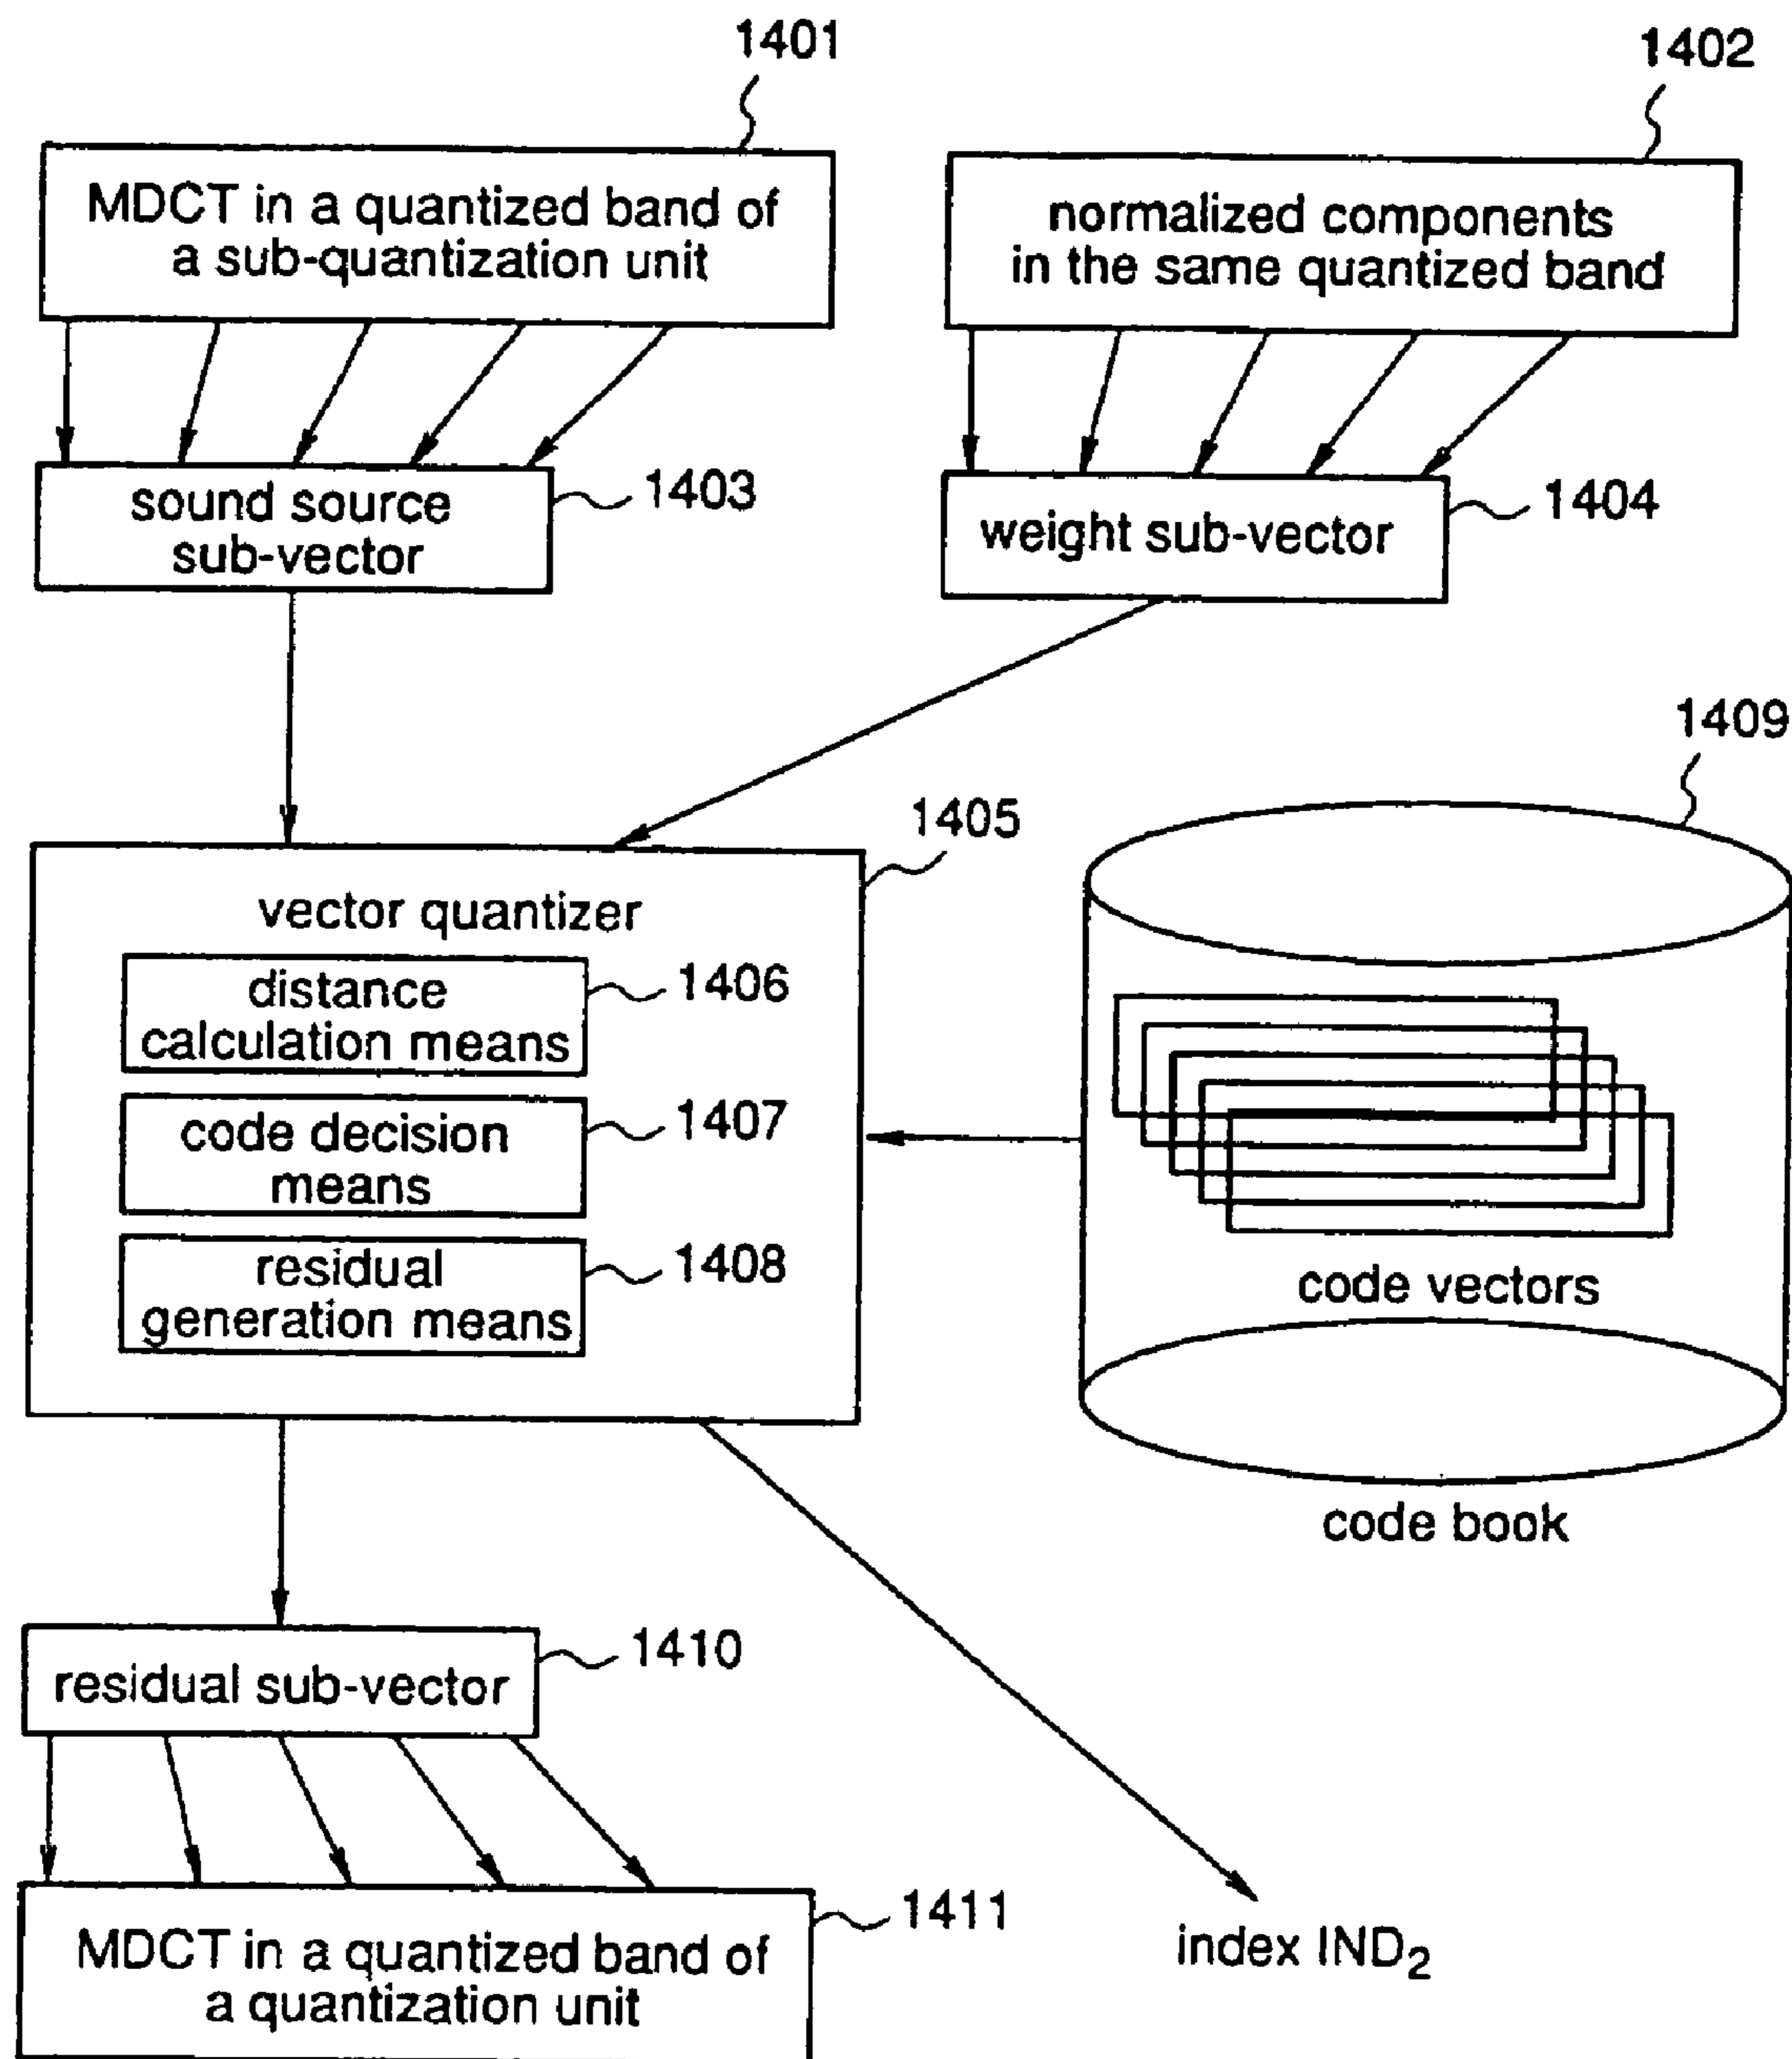 1401
1402
MDCT in a quantized band of
a sub-quantization unit
normalized components
in the same quantized band
sound source
sub-vector
1403
weight sub-vector
1404
1409
1405
vector quantizer
distance
calculation means
1406
code decision
means
1407
residual
generation means
1408
code vectors
code book
residual sub-vector
1410
1411
MDCT in a quantized band of
a quantization unit
index IND₂